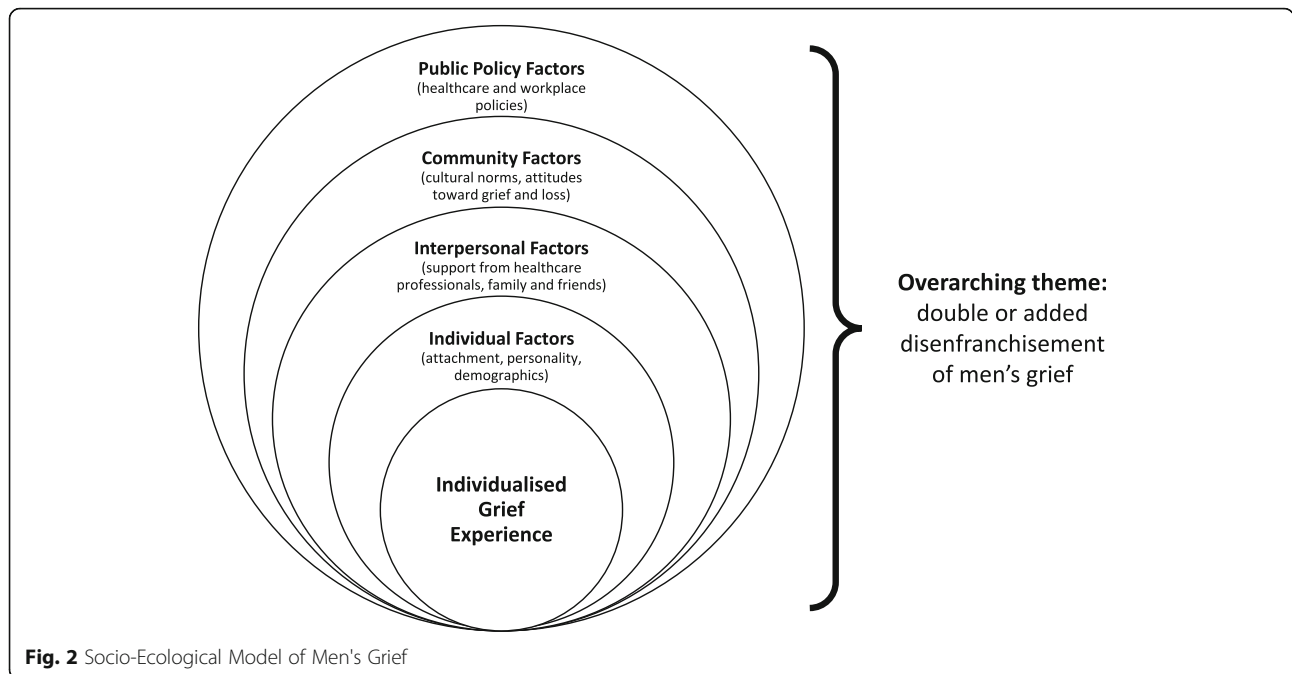 Public Policy Factors
(healthcare and workplace
policies)
Community Factors
(cultural norms, attitudes
toward grief and loss)
Interpersonal Factors
(support from healthcare
professionals, family and friends)
Individual Factors
(attachment, personality,
demographics)
Individualised
Grief
Experience
Overarching theme:
double or added
disenfranchisement
of men’s grief
Fig. 2 Socio-Ecological Model of Men's Grief